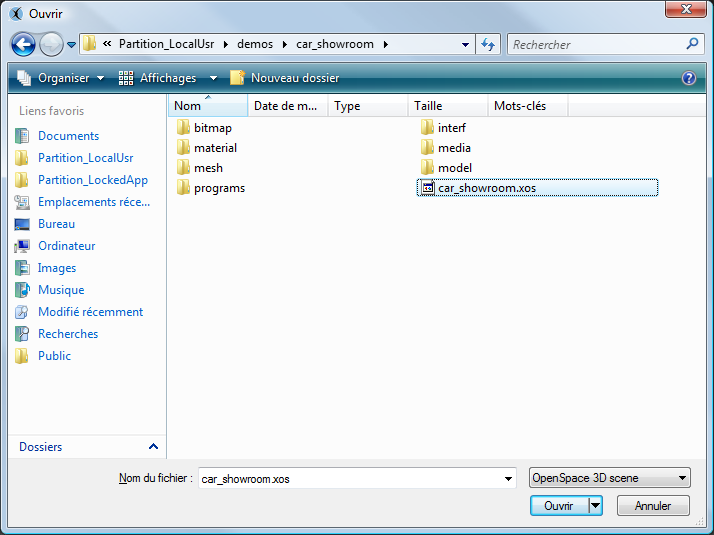 Ouvrir
« Partition_LocalUsr ▸ demos ▸ car_showroom ▸
Rechercher
Organiser
Affichages
Nouveau dossier
Liens favoris
Documents
Partition_LocalUsr
Partition_LockedApp
Emplacements réce...
Bureau
Ordinateur
Images
Musique
Modifié récemment
Recherches
Public
Dossiers
Nom Date de m... Type Taille Mots-clés
bitmap interf
material media
mesh model
programs car_showroom.xos
Nom du fichier : car_showroom.xos
OpenSpace 3D scene
Ouvrir Annuler